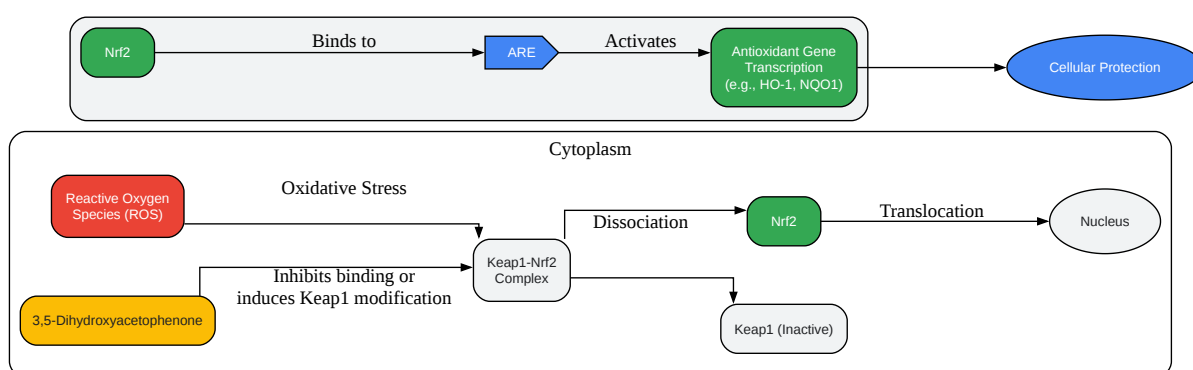 Nrf2
Binds to
ARE
Activates
Antioxidant Gene
Transcription
(e.g., HO-1, NQO1)
Cellular Protection
Cytoplasm
Reactive Oxygen
Species (ROS)
Oxidative Stress
Keap1-Nrf2
Complex
Dissociation
Nrf2
Translocation
Nucleus
3,5-Dihydroxyacetophenone
Inhibits binding or
induces Keap1 modification
Keap1 (Inactive)